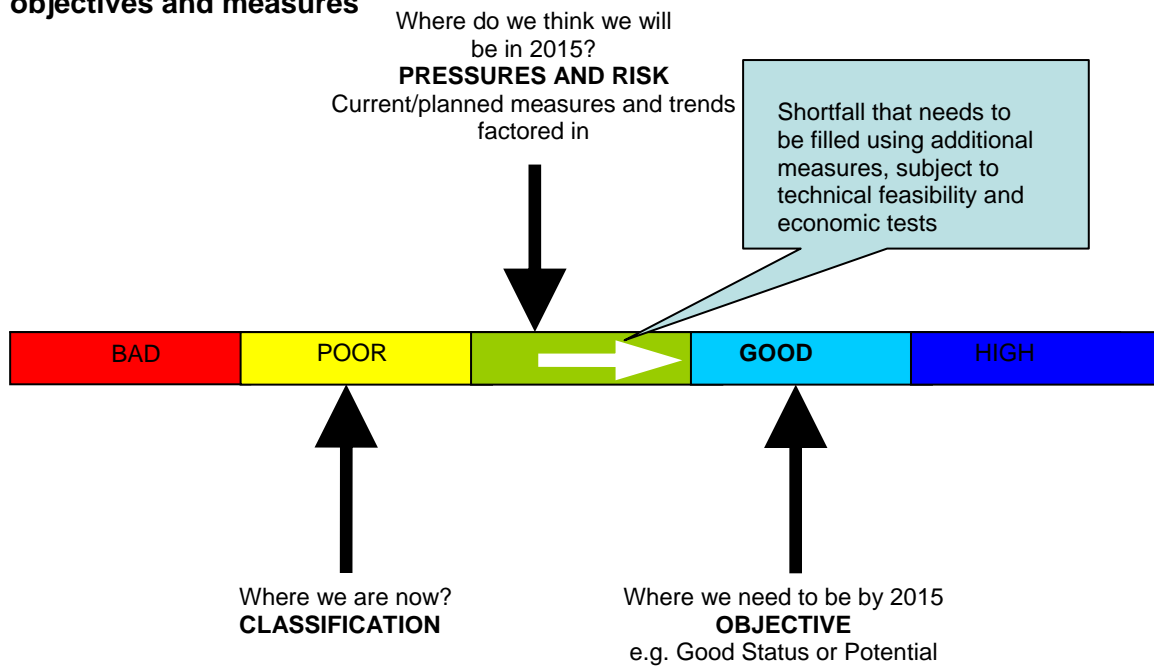 objectives and measures
Where do we think we will
be in 2015?
PRESSURES AND RISK
Current/planned measures and trends
factored in
Shortfall that needs to
be filled using additional
measures, subject to
technical feasibility and
economic tests
BAD
POOR
GOOD
HIGH
Where we are now?
CLASSIFICATION
Where we need to be by 2015
OBJECTIVE
e.g. Good Status or Potential